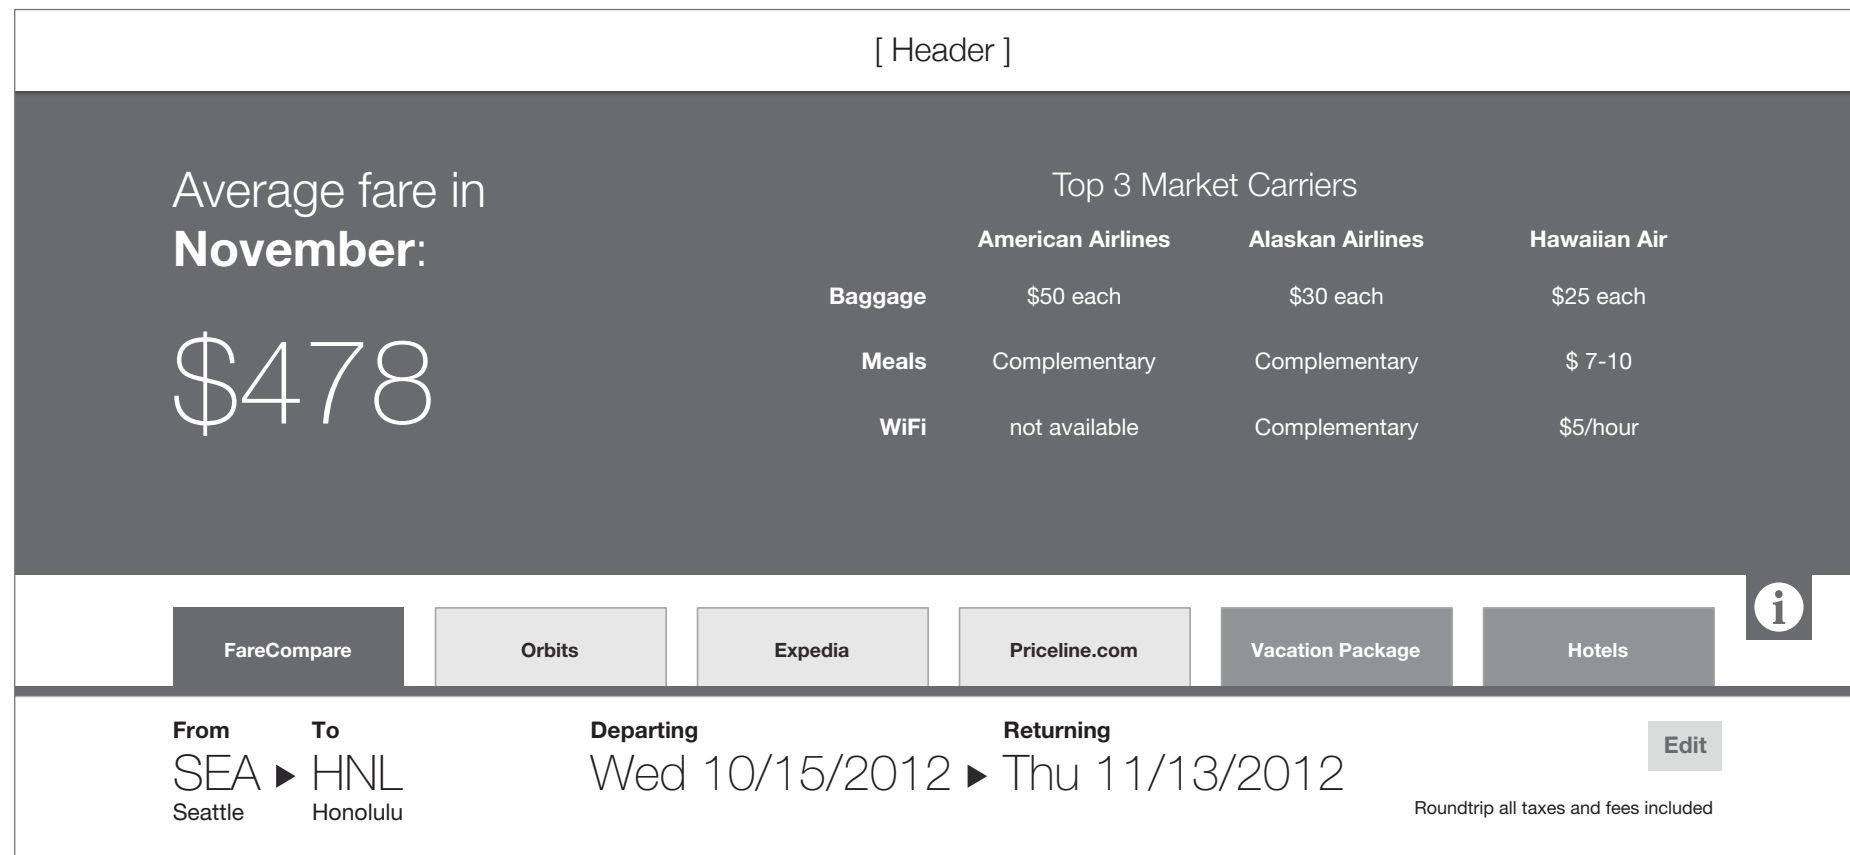 [ Header ]
Average fare in
November:
$478
Top 3 Market Carriers
American Airlines Alaskan Airlines Hawaiian Air
Baggage $50 each $30 each $25 each
Meals Complementary Complementary $ 7-10
WiFi not available Complementary $5/hour
i
FareCompare Orbits Expedia Priceline.com Vacation Package Hotels
From To Departing Returning
SEA ▶ HNL Wed 10/15/2012 ▶ Thu 11/13/2012
Seattle Honolulu
Edit
Roundtrip all taxes and fees included